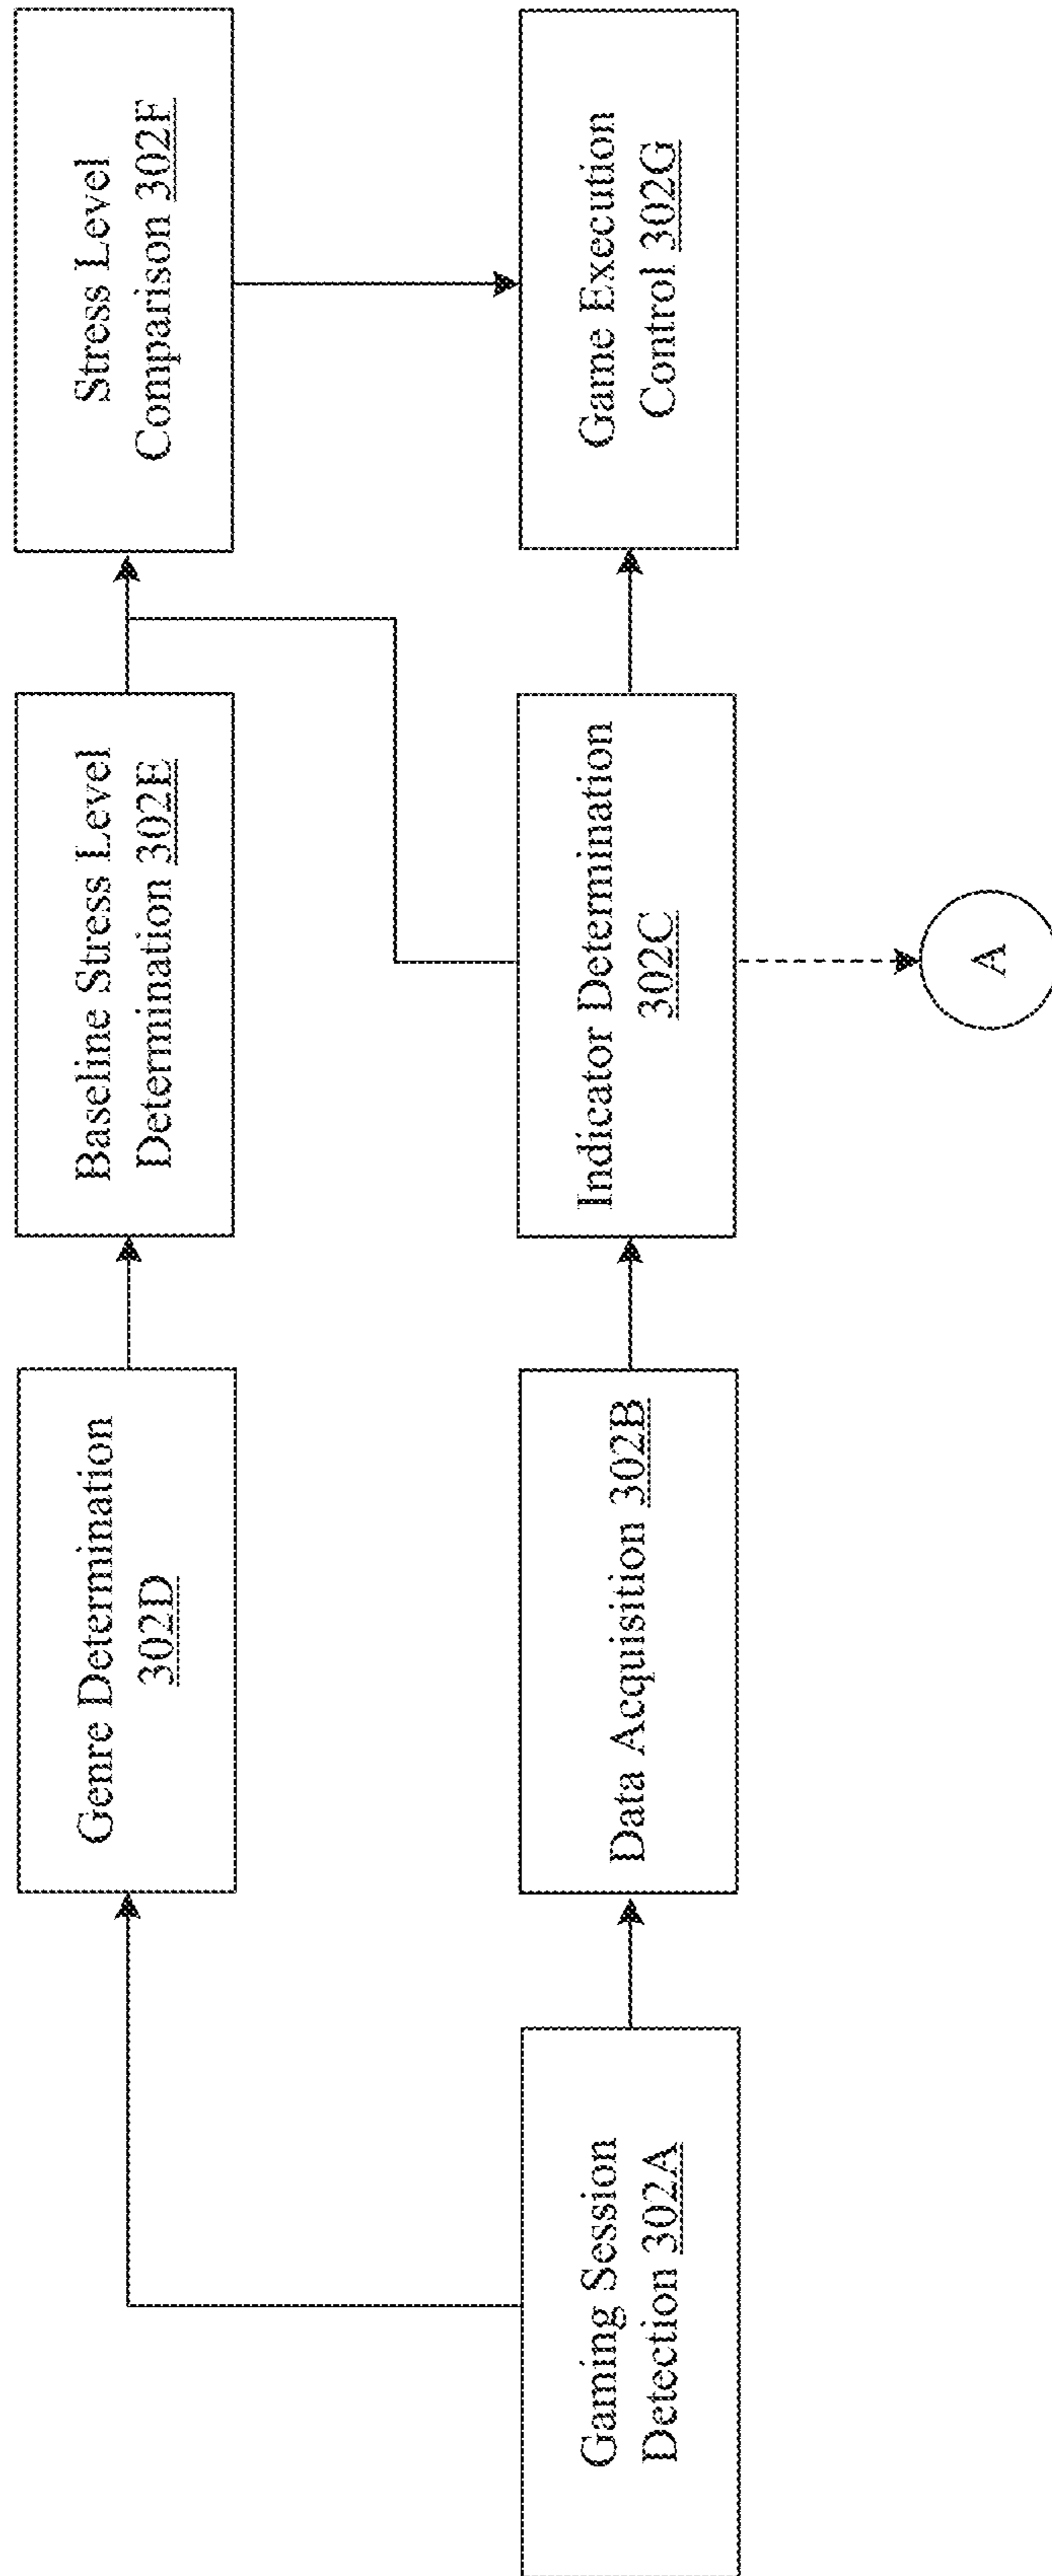 Genre Determination
302D
Baseline Stress Level
Determination 302E
Stress Level
Comparison 302F
Gaming Session
Detection 302A
Data Acquisition 302B
Indicator Determination
302C
Game Execution
Control 302G
A